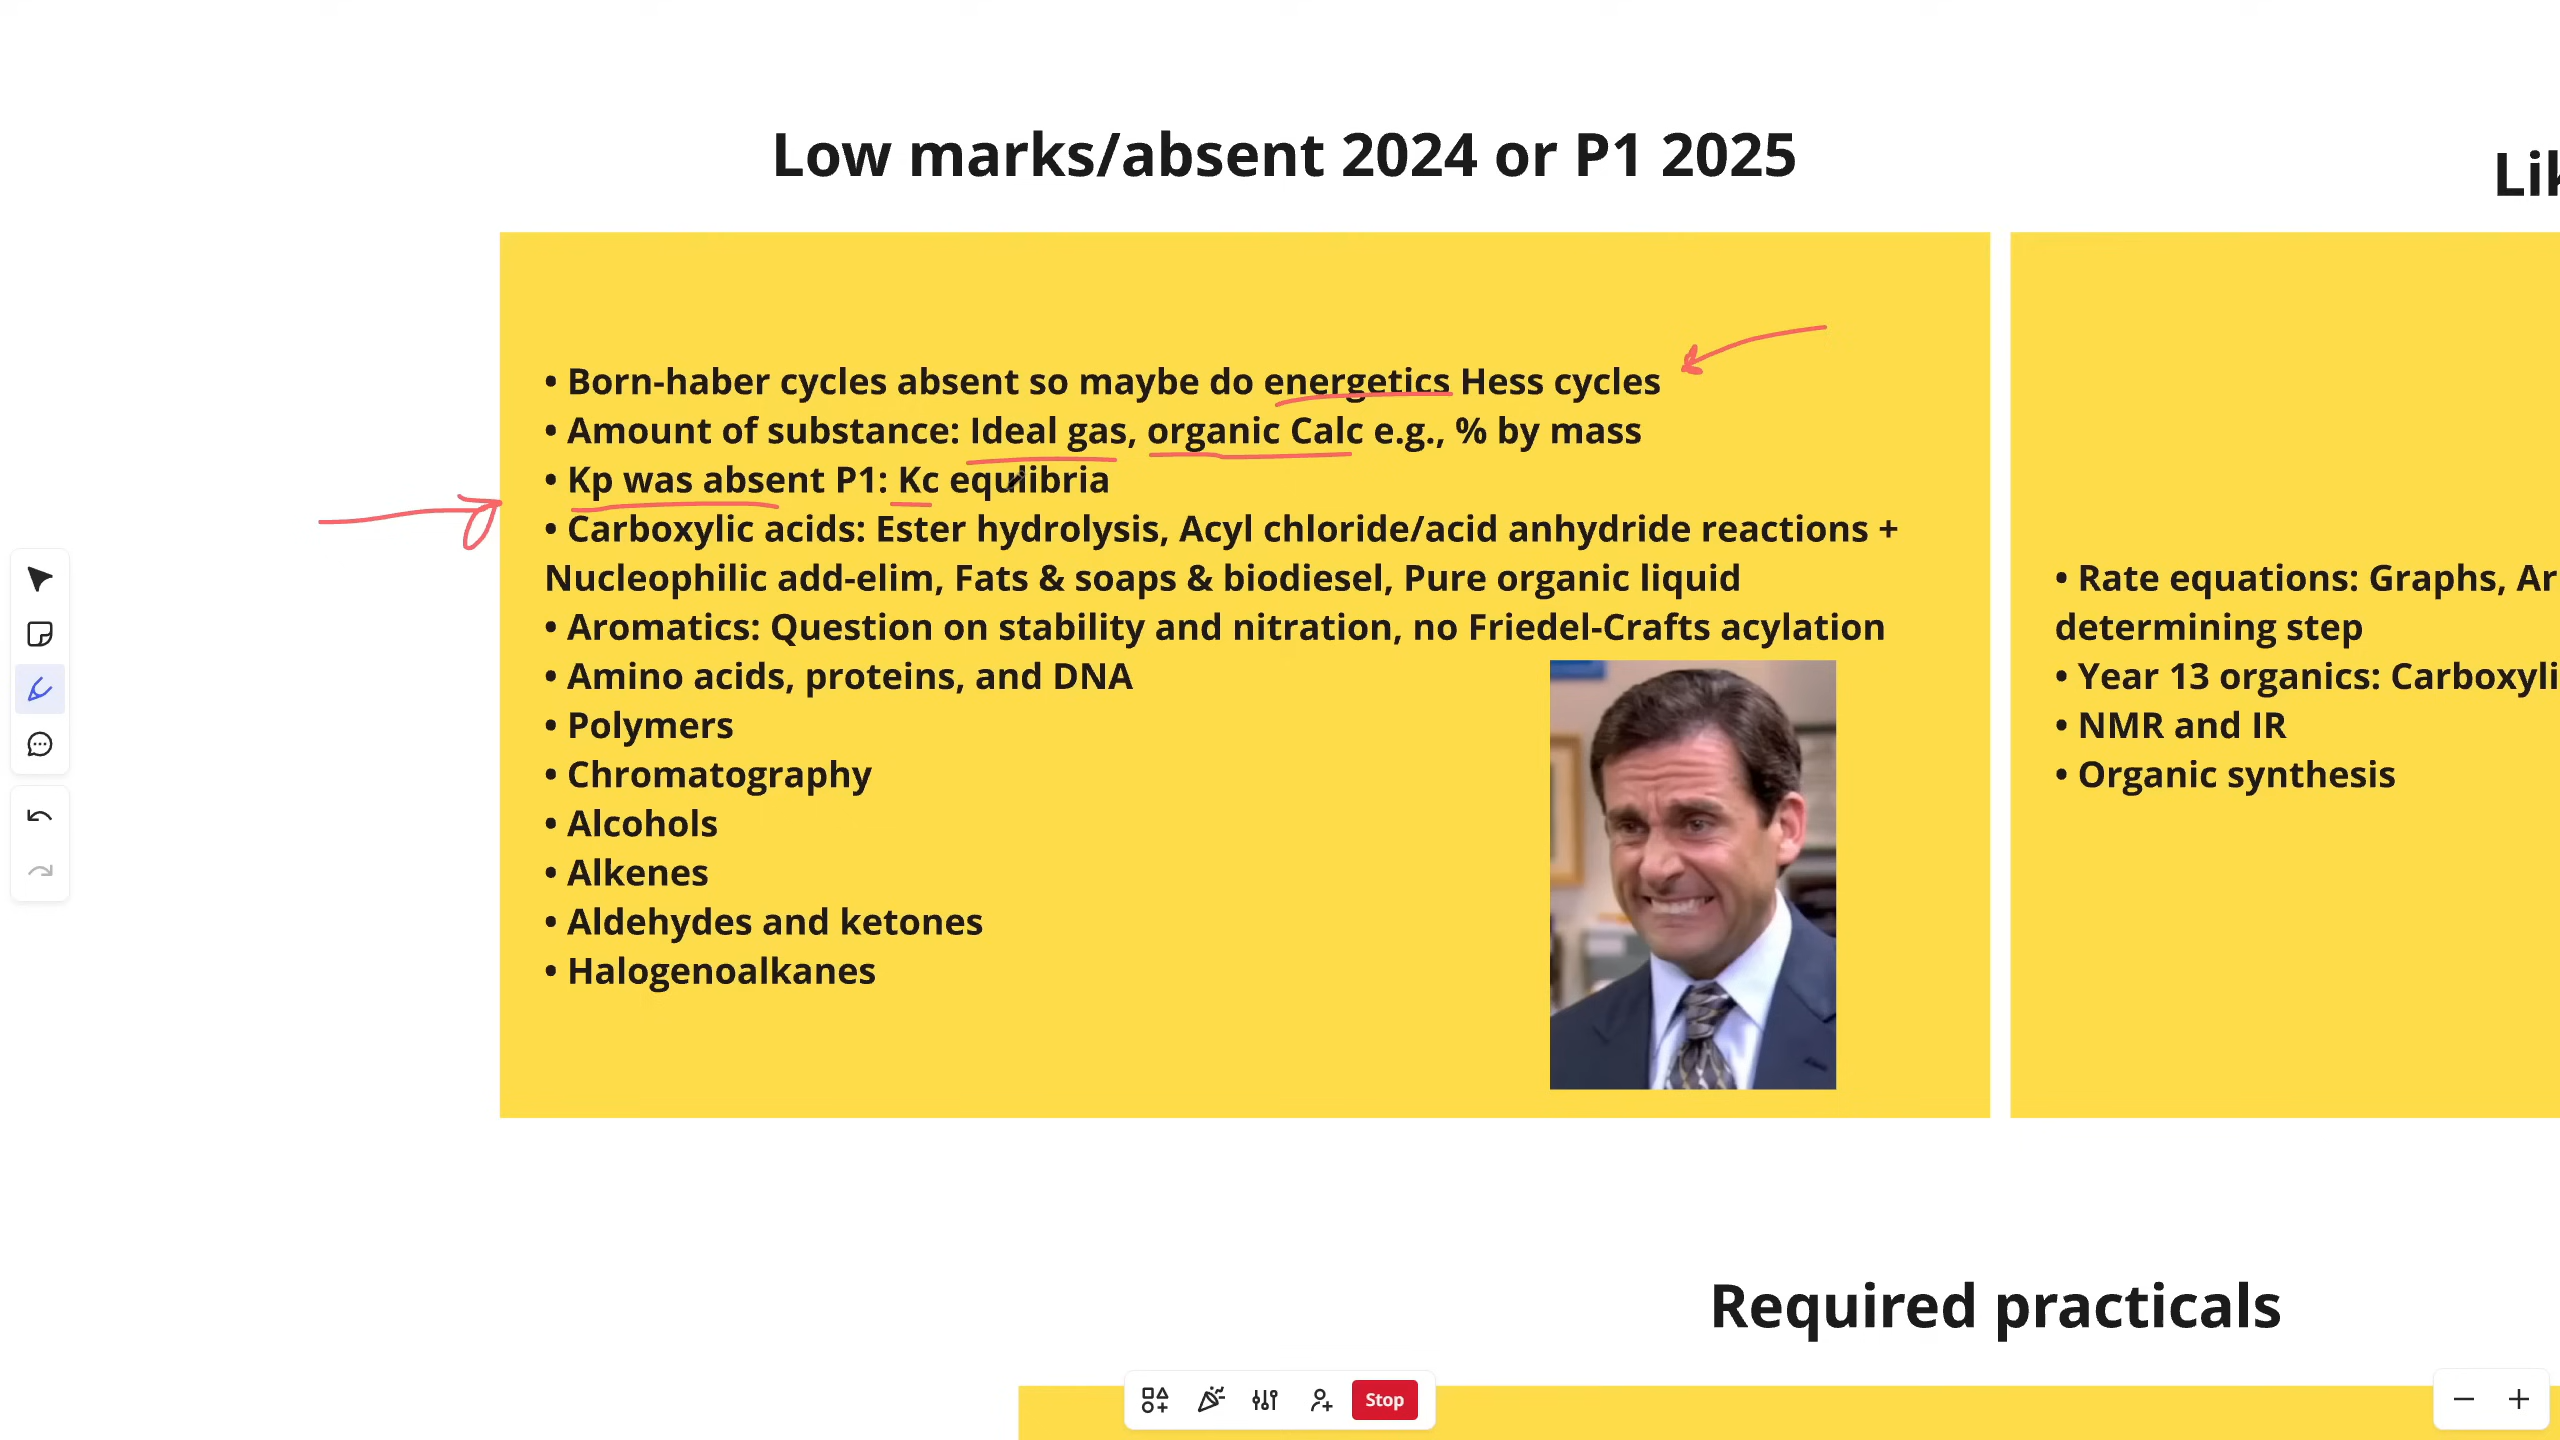 Low marks/absent 2024 or P1 2025
• Born-haber cycles absent so maybe do energetics Hess cycles
• Amount of substance: Ideal gas, organic Calc e.g., % by mass
• Kp was absent P1: Kc equlibria
• Carboxylic acids: Ester hydrolysis, Acyl chloride/acid anhydride reactions +
Nucleophilic add-elim, Fats & soaps & biodiesel, Pure organic liquid
• Aromatics: Question on stability and nitration, no Friedel-Crafts acylation
• Amino acids, proteins, and DNA
• Polymers
• Chromatography
• Alcohols
• Alkenes
• Aldehydes and ketones
• Halogenoalkanes
Lik
• Rate equations: Graphs, Ar
determining step
• Year 13 organics: Carboxyli
• NMR and IR
• Organic synthesis
Required practicals
Stop